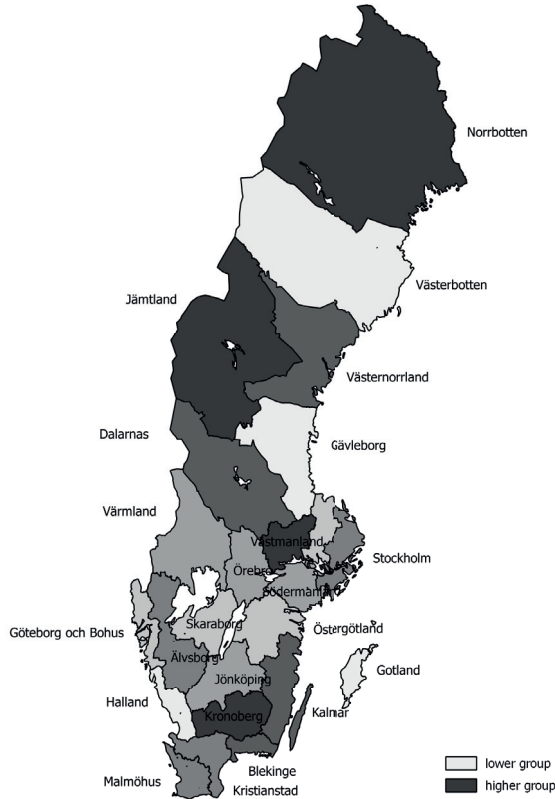 Norrbotten
Västerbotten
Jämtland
Västernorrland
Dalarnas
Gävleborg
Värmland
Västmanland
Stockholm
Örebro
Södermanland
Göteborg och Bohus
Skaraborg
Östergötland
Älvsborg
Gotland
Jönköping
Halland
Kronoberg
Kalmar
Malmöhus
Blekinge
Kristianstad
lower group
higher group